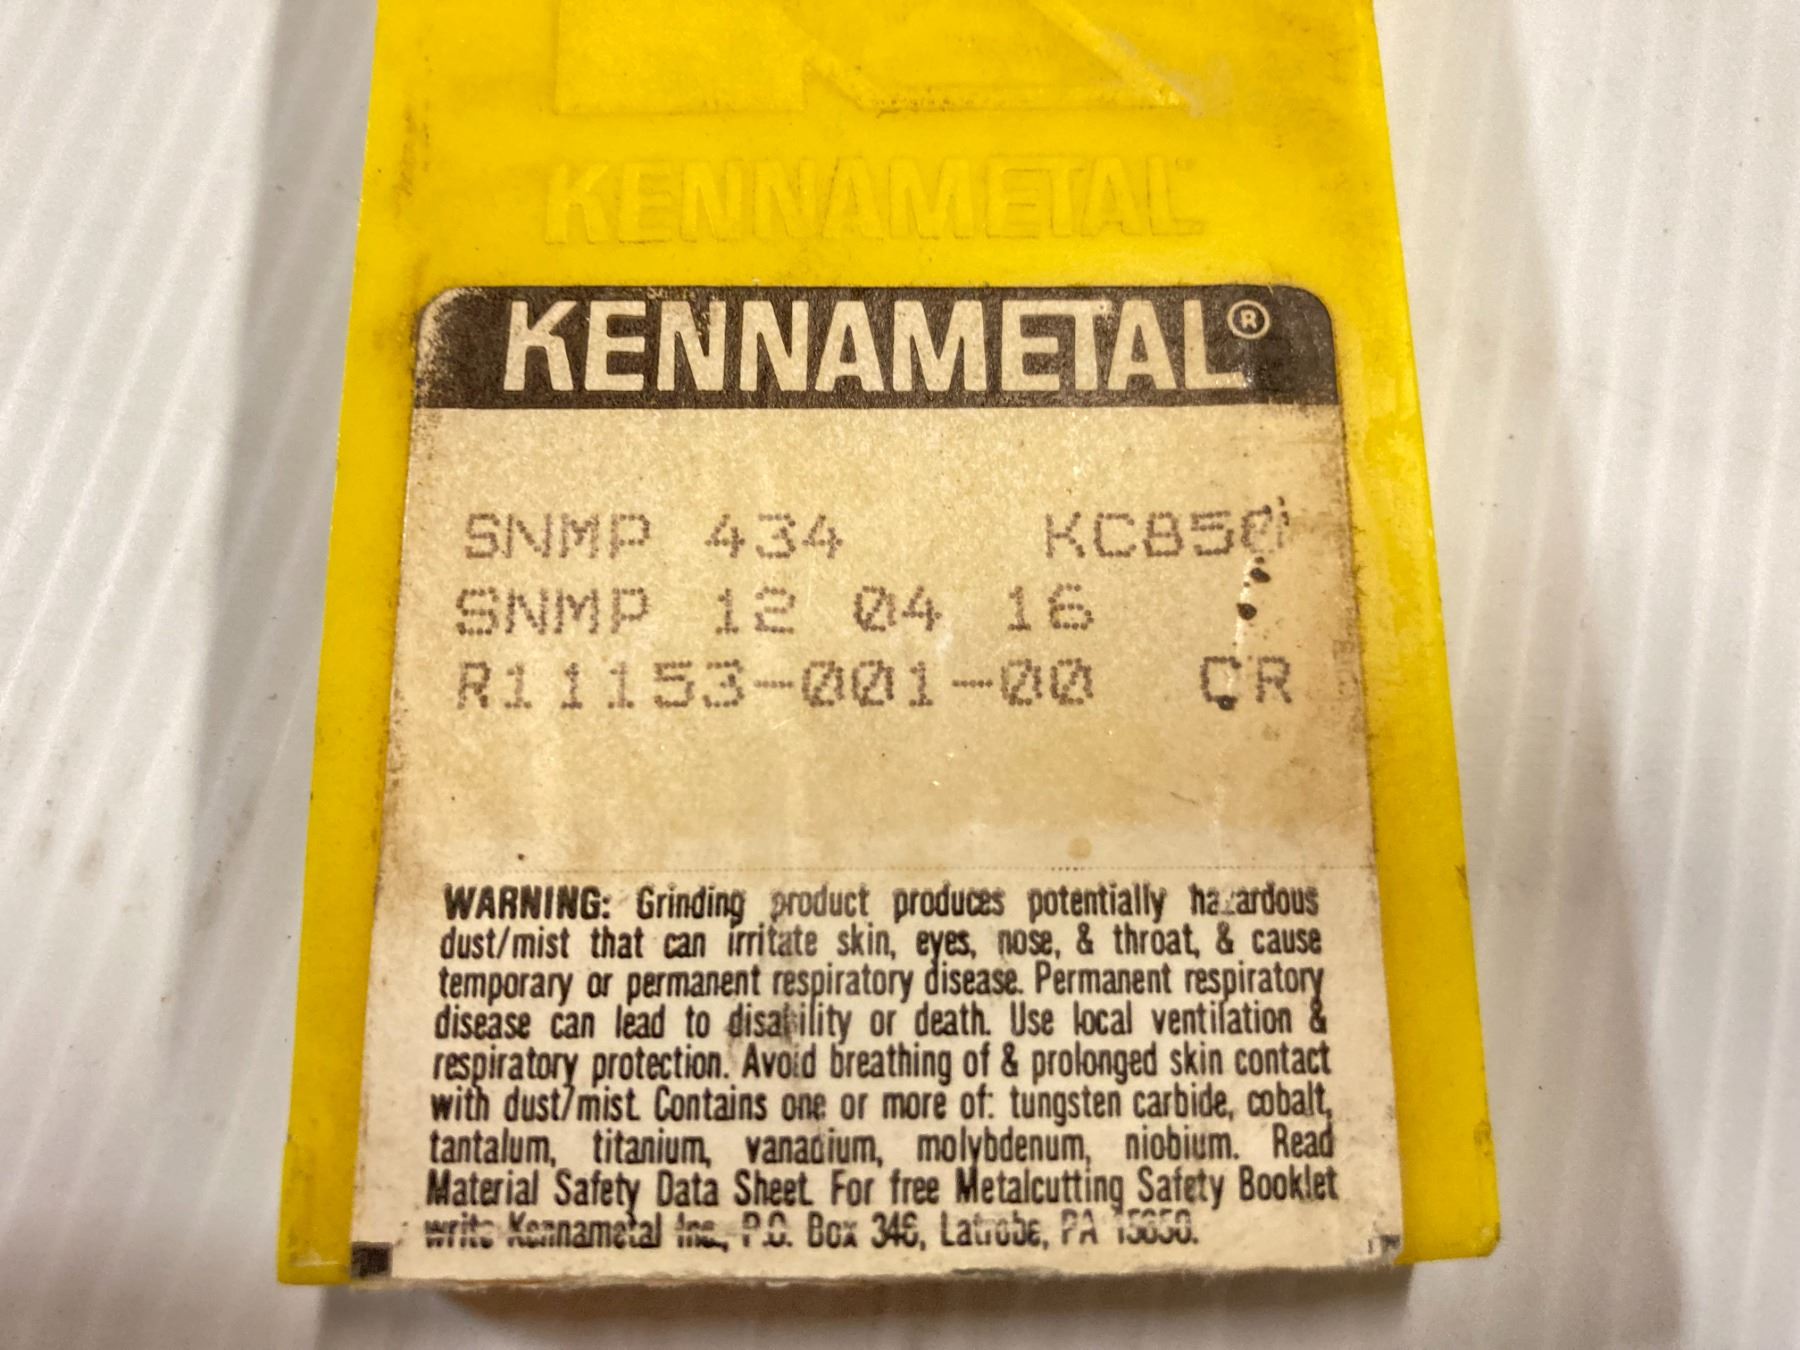 KENNAMETAL
KENNAMETAL®
SNMP 434 KC850
SNMP 12 04 16
R11153-001-00 CR
WARNING: Grinding product produces potentially hazardous
dust/mist that can irritate skin, eyes, nose, & throat, & cause
temporary or permanent respiratory disease. Permanent respiratory
disease can lead to disability or death. Use local ventilation &
respiratory protection. Avoid breathing of & prolonged skin contact
with dust/mist. Contains one or more of: tungsten carbide, cobalt,
tantalum, titanium, vanadium, molybdenum, niobium. Read
Material Safety Data Sheet. For free Metalcutting Safety Booklet
write Kennametal Inc., P.O. Box 346, Latrobe, PA 15650.